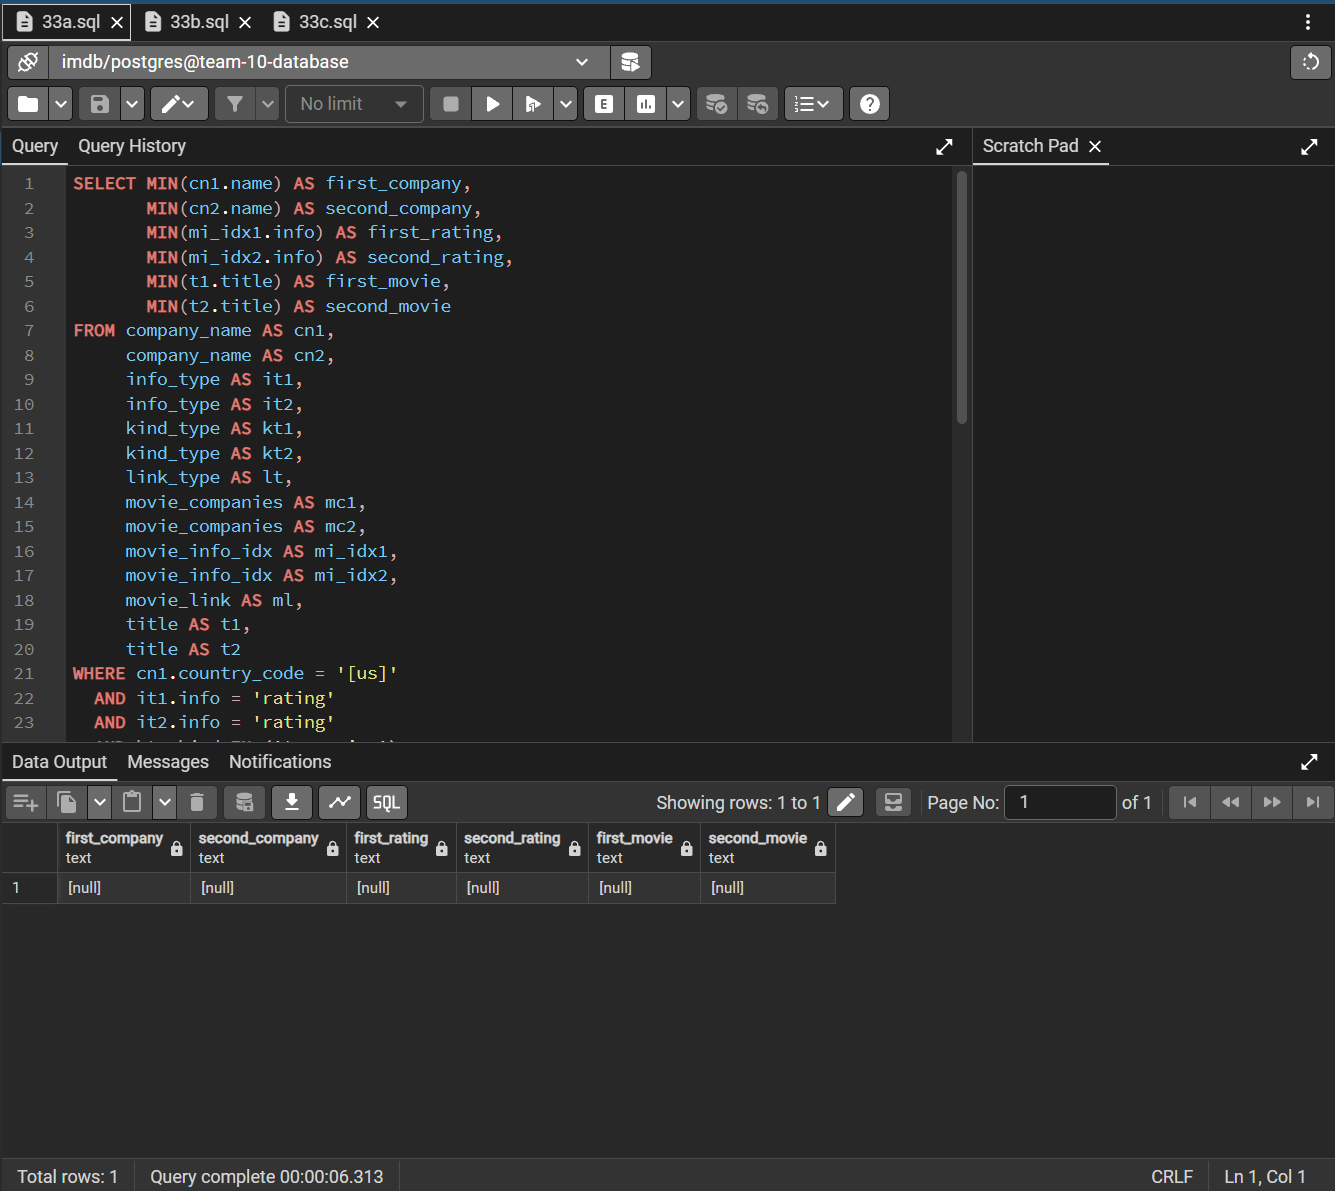 33a.sql 33b.sql 33c.sql
imdb/postgres@team-10-database
No limit
Query Query History Scratch Pad
1 SELECT MIN(cn1.name) AS first_company,
2 MIN(cn2.name) AS second_company,
3 MIN(mi_idx1.info) AS first_rating,
4 MIN(mi_idx2.info) AS second_rating,
5 MIN(t1.title) AS first_movie,
6 MIN(t2.title) AS second_movie
7 FROM company_name AS cn1,
8 company_name AS cn2,
9 info_type AS it1,
10 info_type AS it2,
11 kind_type AS kt1,
12 kind_type AS kt2,
13 link_type AS lt,
14 movie_companies AS mc1,
15 movie_companies AS mc2,
16 movie_info_idx AS mi_idx1,
17 movie_info_idx AS mi_idx2,
18 movie_link AS ml,
19 title AS t1,
20 title AS t2
21 WHERE cn1.country_code = '[us]'
22 AND it1.info = 'rating'
23 AND it2.info = 'rating'
Data Output Messages Notifications
SQL Showing rows: 1 to 1 Page No: 1 of 1
first_company second_company first_rating second_rating first_movie second_movie
text text text text text text
1 [null] [null] [null] [null] [null] [null]
Total rows: 1 Query complete 00:00:06.313 CRLF Ln 1, Col 1